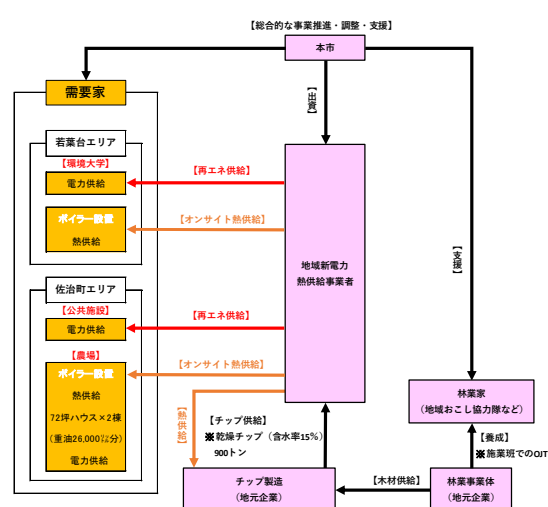 【総合的な事業推進・調整・支援】
本市
需要家
【出資】
若葉台エリア
【環境大学】
電力供給
【再エネ供給】
ボイラー設置
熱供給
【オンサイト熱供給】
地域新電力
熱供給事業者
【支援】
佐治町エリア
【公共施設】
電力供給
【再エネ供給】
【農場】
ボイラー設置
熱供給
72坪ハウス×2棟
（重油26,000㍑分）
電力供給
【オンサイト熱供給】
【熱供給】
【チップ供給】
※乾燥チップ（含水率15%）
900トン
林業家
（地域おこし協力隊など）
【養成】
※施業班でのOJT
チップ製造
（地元企業）
【木材供給】
林業事業体
（地元企業）